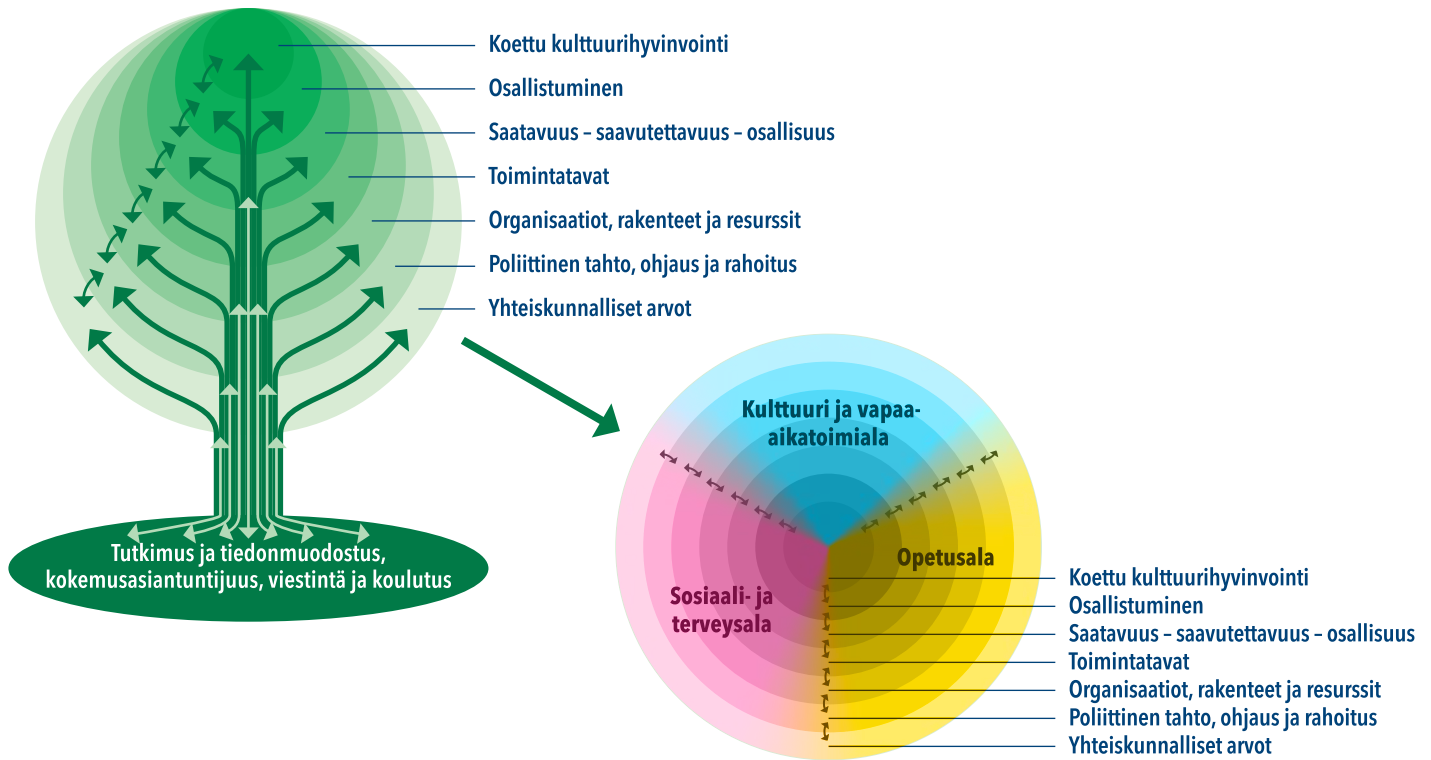 Koettu kulttuurihyvinvointi
Osallistuminen
Saatavuus – saavutettavuus – osallisuus
Toimintatavat
Organisaatiot, rakenteet ja resurssit
Poliittinen tahto, ohjaus ja rahoitus
Yhteiskunnalliset arvot
Tutkimus ja tiedonmuodostus,
kokemusasiantuntijuus, viestintä ja koulutus
Kulttuuri ja vapaa-
aikatoimiala
Opetusala
Sosiaali- ja
terveysala
Koettu kulttuurihyvinvointi
Osallistuminen
Saatavuus – saavutettavuus – osallisuus
Toimintatavat
Organisaatiot, rakenteet ja resurssit
Poliittinen tahto, ohjaus ja rahoitus
Yhteiskunnalliset arvot